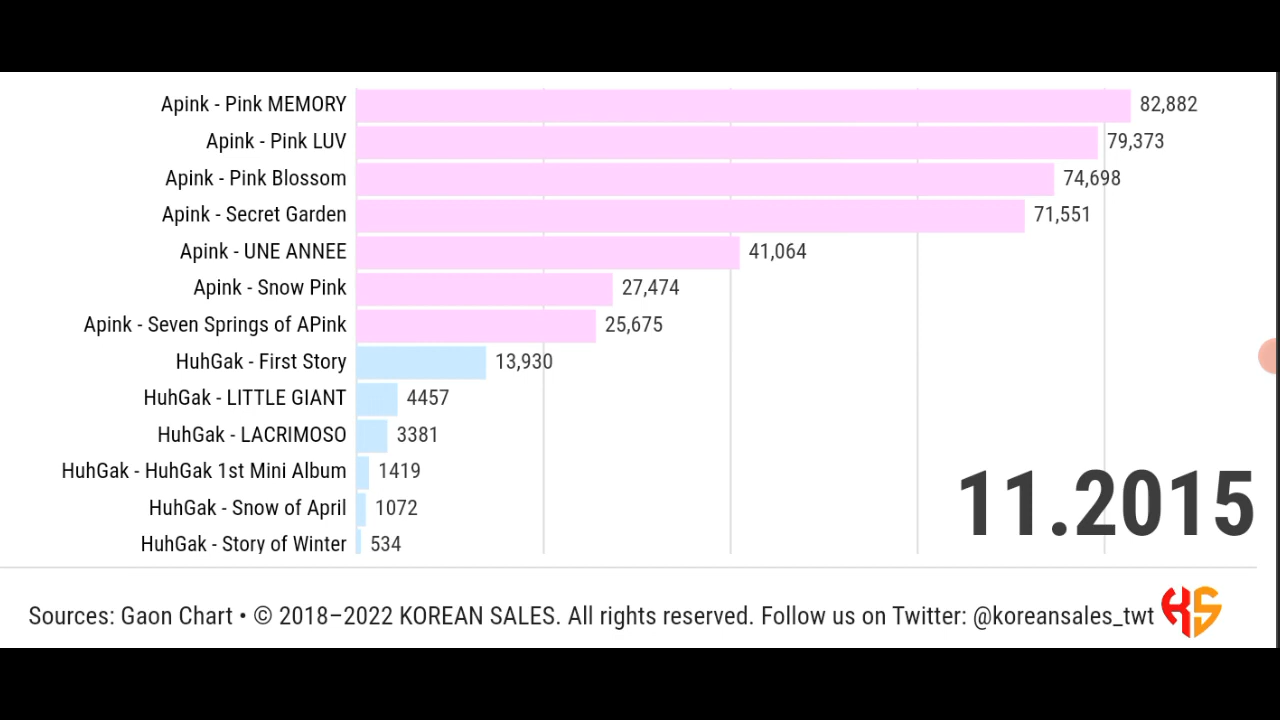 Apink - Pink MEMORY 82,882
Apink - Pink LUV 79,373
Apink - Pink Blossom 74,698
Apink - Secret Garden 71,551
Apink - UNE ANNEE 41,064
Apink - Snow Pink 27,474
Apink - Seven Springs of APink 25,675
HuhGak - First Story 13,930
HuhGak - LITTLE GIANT 4457
HuhGak - LACRIMOSO 3381
HuhGak - HuhGak 1st Mini Album 1419
HuhGak - Snow of April 1072
HuhGak - Story of Winter 534
11.2015
Sources: Gaon Chart • © 2018–2022 KOREAN SALES. All rights reserved. Follow us on Twitter: @koreansales_twt KS